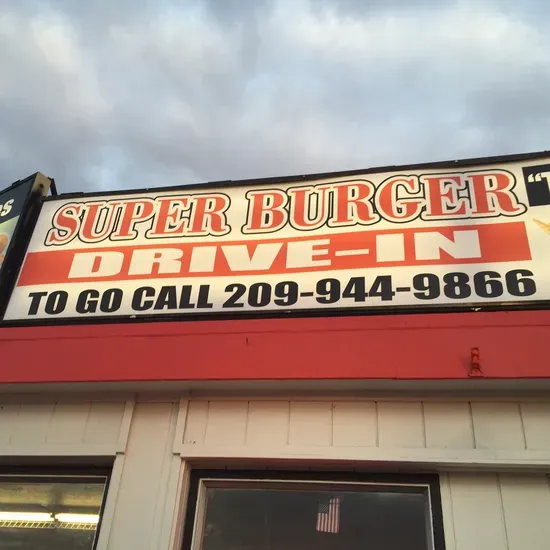 SUPER BURGER
DRIVE-IN
TO GO CALL 209-944-9866